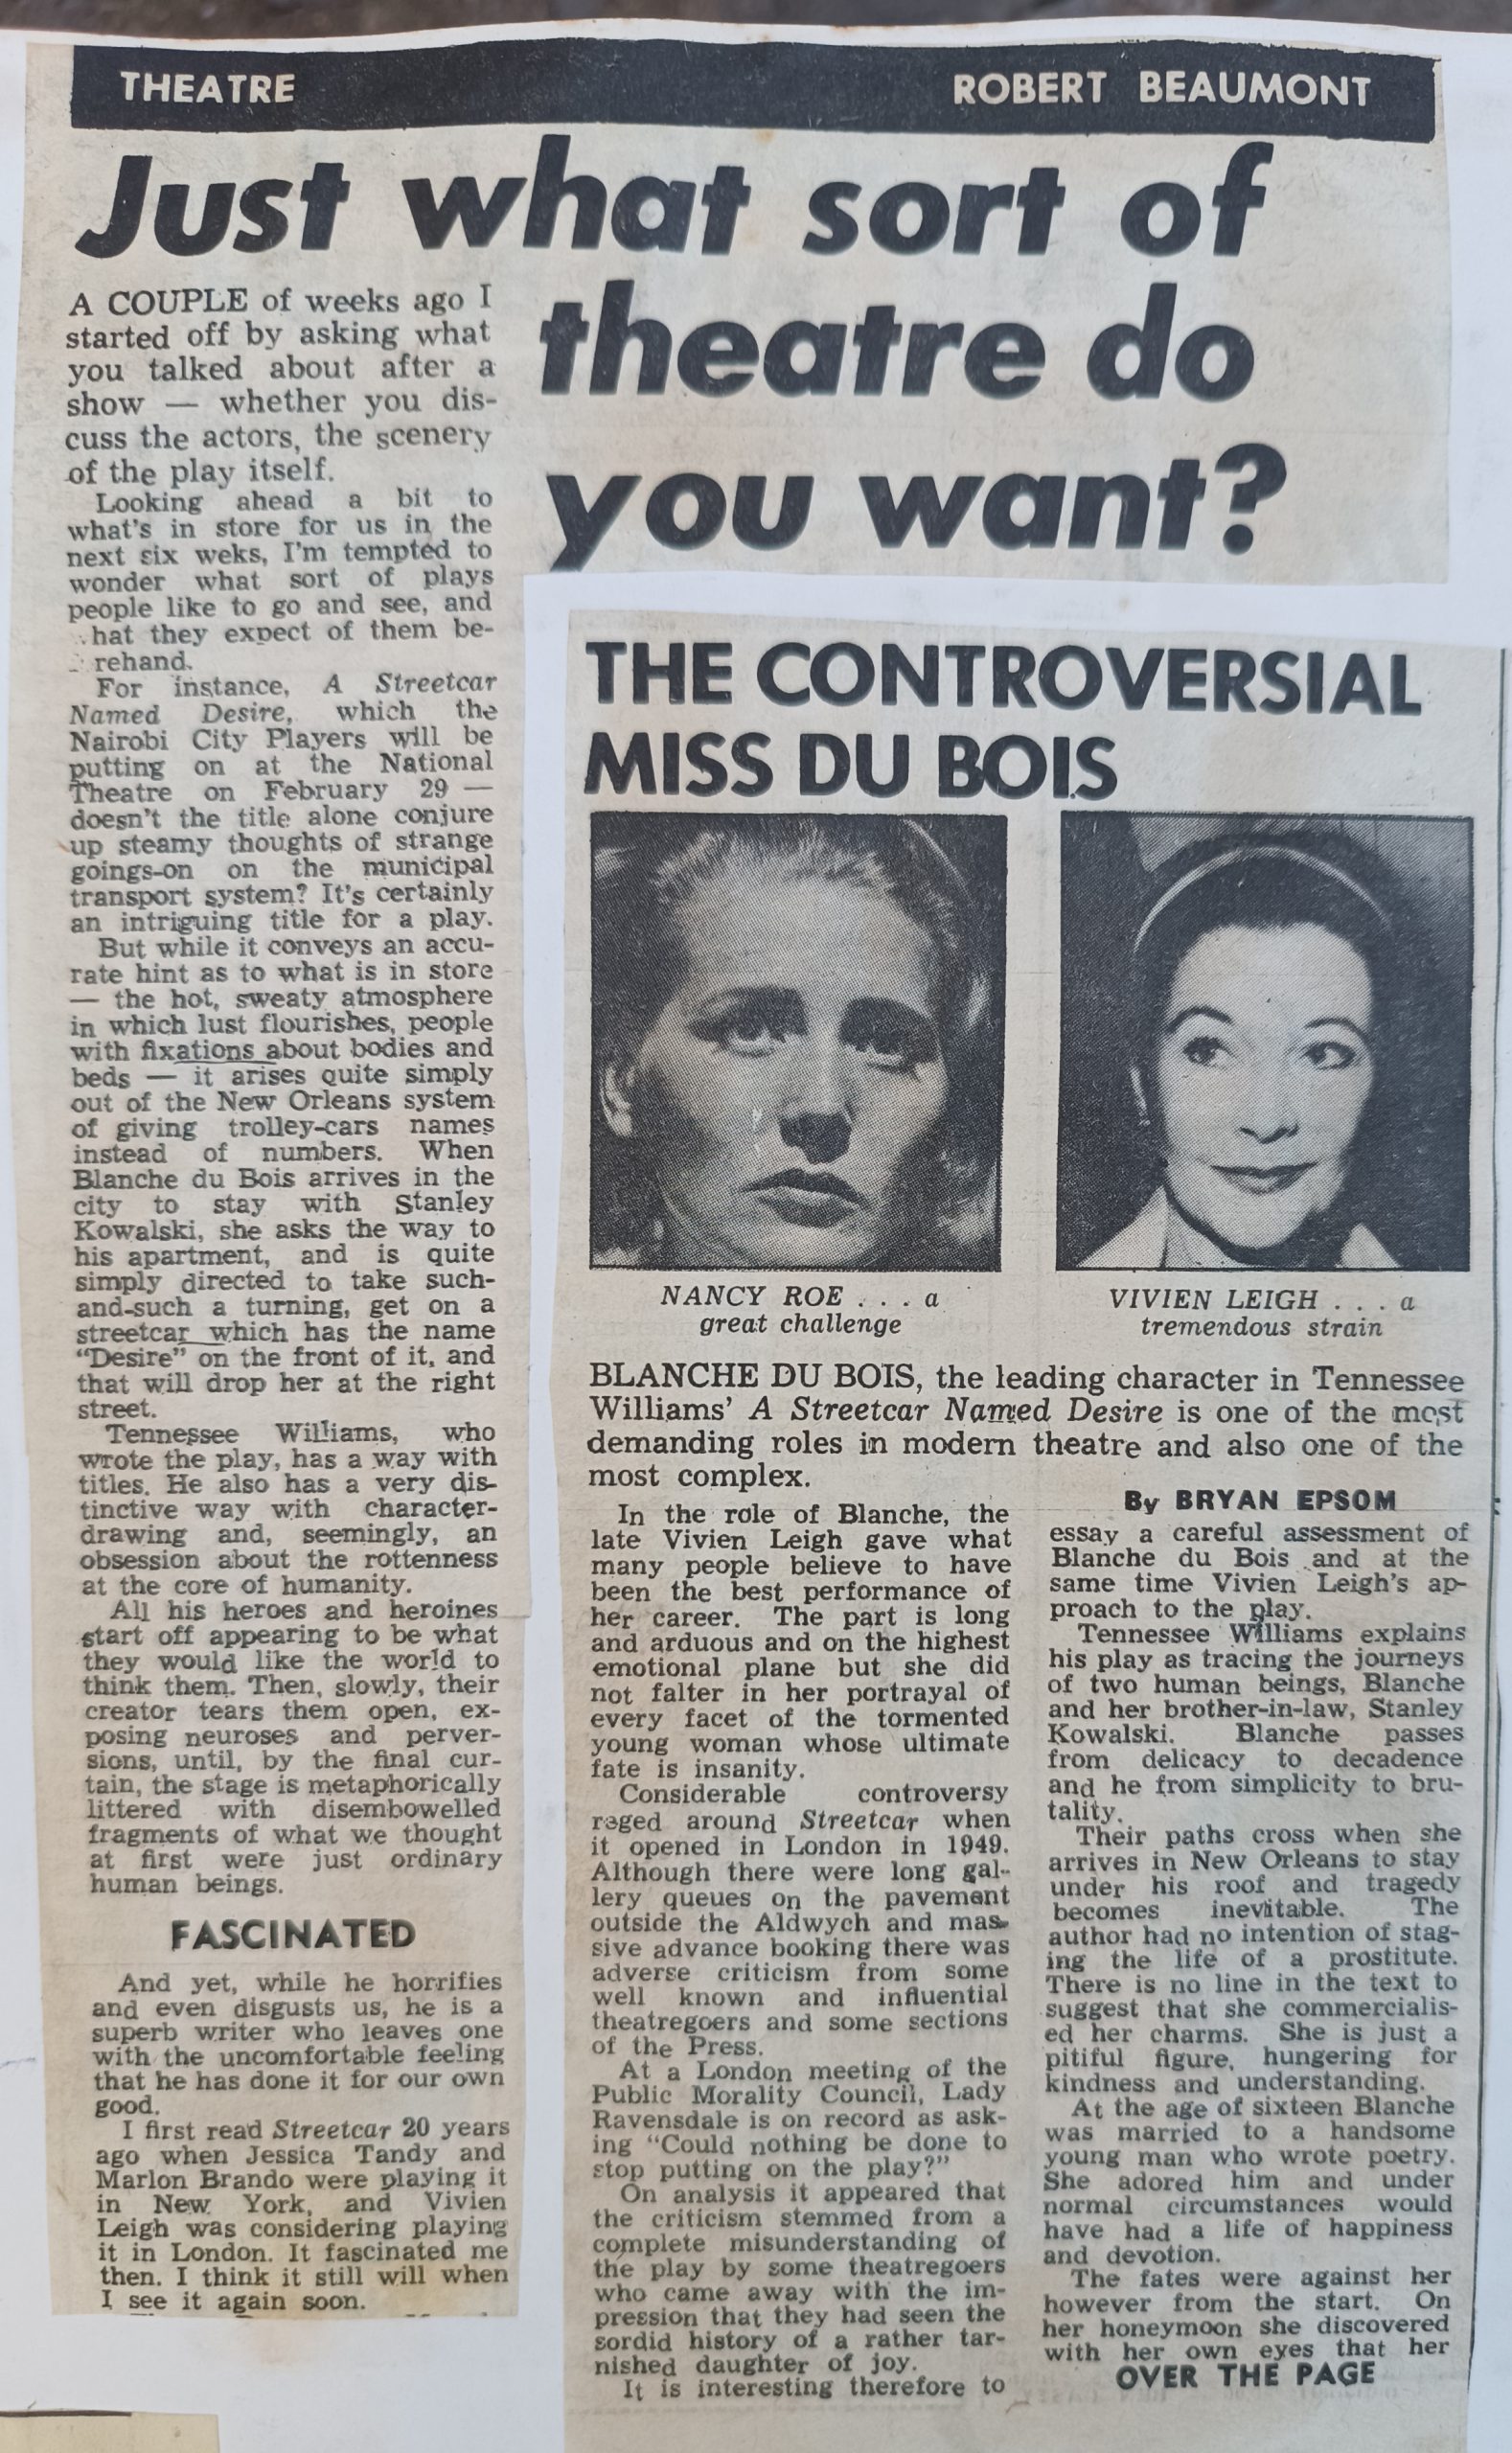 THEATRE ROBERT BEAUMONT
Just what sort of
theatre do
you want?
A COUPLE of weeks ago I
started off by asking what
you talked about after a
show — whether you dis-
cuss the actors, the scenery
of the play itself.
Looking ahead a bit to
what's in store for us in the
next six weks, I'm tempted to
wonder what sort of plays
people like to go and see, and
hat they expect of them be-
rehand.
For instance, A Streetcar
Named Desire, which the
Nairobi City Players will be
putting on at the National
Theatre on February 29 —
doesn't the title alone conjure
up steamy thoughts of strange
goings-on on the municipal
transport system? It's certainly
an intriguing title for a play.
But while it conveys an accu-
rate hint as to what is in store
— the hot, sweaty atmosphere
in which lust flourishes, people
with fixations about bodies and
beds — it arises quite simply
out of the New Orleans system
of giving trolley-cars names
instead of numbers. When
Blanche du Bois arrives in the
city to stay with Stanley
Kowalski, she asks the way to
his apartment, and is quite
simply directed to take such-
and-such a turning, get on a
streetcar which has the name
"Desire" on the front of it, and
that will drop her at the right
street.
Tennessee Williams, who
wrote the play, has a way with
titles. He also has a very dis-
tinctive way with character-
drawing and, seemingly, an
obsession about the rottenness
at the core of humanity.
All his heroes and heroines
start off appearing to be what
they would like the world to
think them. Then, slowly, their
creator tears them open, ex-
posing neuroses and perver-
sions, until, by the final cur-
tain, the stage is metaphorically
littered with disembowelled
fragments of what we thought
at first were just ordinary
human beings.
FASCINATED
And yet, while he horrifies
and even disgusts us, he is a
superb writer who leaves one
with the uncomfortable feeling
that he has done it for our own
good.
I first read Streetcar 20 years
ago when Jessica Tandy and
Marlon Brando were playing it
in New York, and Vivien
Leigh was considering playing
it in London. It fascinated me
then. I think it still will when
I see it again soon.
THE CONTROVERSIAL
MISS DU BOIS
NANCY ROE . . . a
great challenge
VIVIEN LEIGH . . . a
tremendous strain
BLANCHE DU BOIS, the leading character in Tennessee
Williams' A Streetcar Named Desire is one of the most
demanding roles in modern theatre and also one of the
most complex.
In the role of Blanche, the
late Vivien Leigh gave what
many people believe to have
been the best performance of
her career. The part is long
and arduous and on the highest
emotional plane but she did
not falter in her portrayal of
every facet of the tormented
young woman whose ultimate
fate is insanity.
Considerable controversy
raged around Streetcar when
it opened in London in 1949.
Although there were long gal-
lery queues on the pavement
outside the Aldwych and mas-
sive advance booking there was
adverse criticism from some
well known and influential
theatregoers and some sections
of the Press.
At a London meeting of the
Public Morality Council, Lady
Ravensdale is on record as ask-
ing "Could nothing be done to
stop putting on the play?"
On analysis it appeared that
the criticism stemmed from a
complete misunderstanding of
the play by some theatregoers
who came away with the im-
pression that they had seen the
sordid history of a rather tar-
nished daughter of joy.
It is interesting therefore to
By BRYAN EPSOM
essay a careful assessment of
Blanche du Bois and at the
same time Vivien Leigh's ap-
proach to the play.
Tennessee Williams explains
his play as tracing the journeys
of two human beings, Blanche
and her brother-in-law, Stanley
Kowalski. Blanche passes
from delicacy to decadence
and he from simplicity to bru-
tality.
Their paths cross when she
arrives in New Orleans to stay
under his roof and tragedy
becomes inevitable. The
author had no intention of stag-
ing the life of a prostitute.
There is no line in the text to
suggest that she commercialis-
ed her charms. She is just a
pitiful figure, hungering for
kindness and understanding.
At the age of sixteen Blanche
was married to a handsome
young man who wrote poetry.
She adored him and under
normal circumstances would
have had a life of happiness
and devotion.
The fates were against her
however from the start. On
her honeymoon she discovered
with her own eyes that her
OVER THE PAGE